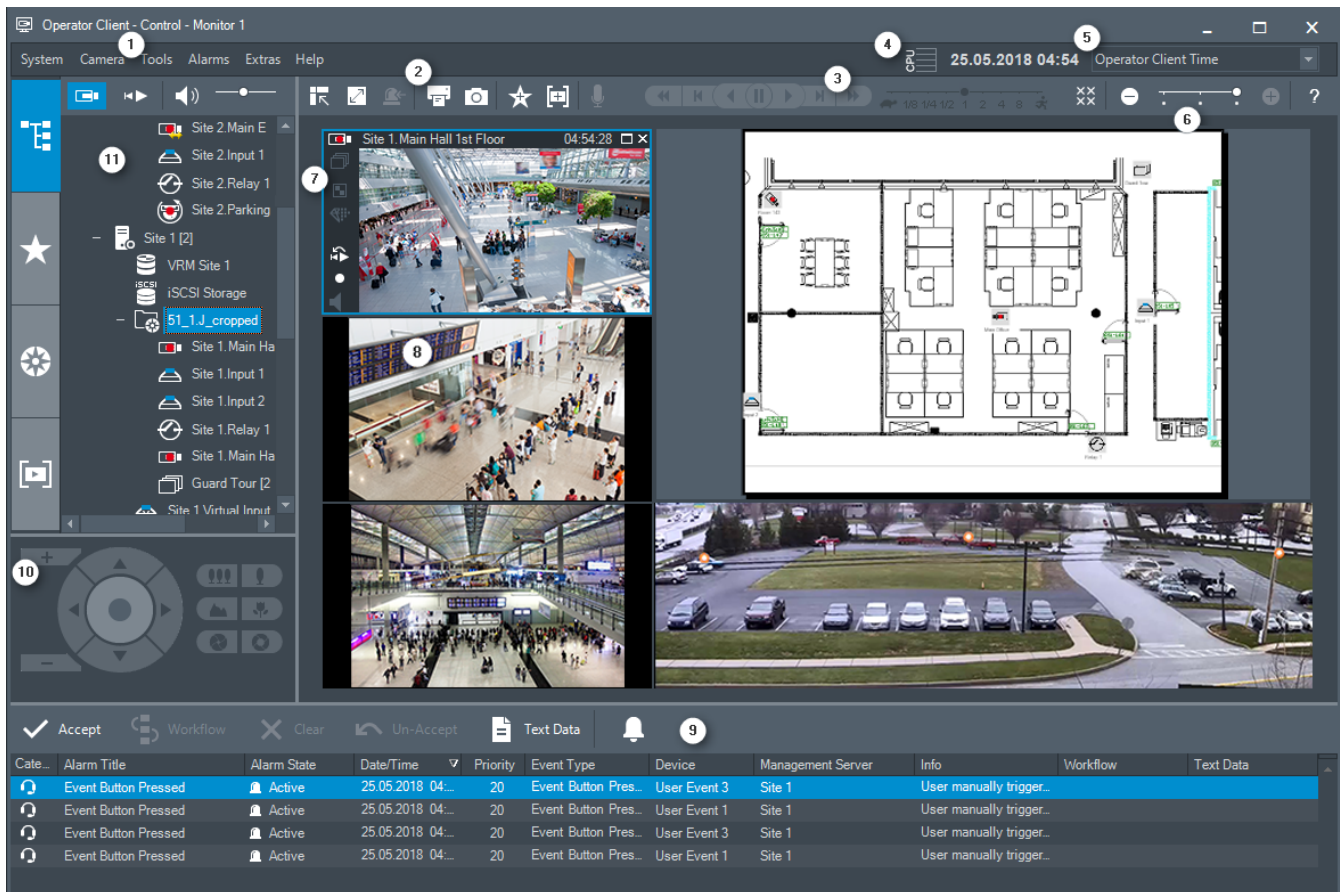 Operator Client - Control - Monitor 1
1
System Camera Tools Alarms Extras Help
4
CPU
25.05.2018 04:54
5
Operator Client Time
2
3
1/8 1/4 1/2 1 2 4 8
?
6
11
Site 2.Main E
Site 2.Input 1
Site 2.Relay 1
Site 2.Parking
Site 1 [2]
VRM Site 1
iSCSI
iSCSI Storage
51_1.J_cropped
Site 1.Main Ha
Site 1.Input 1
Site 1.Input 2
Site 1.Relay 1
Site 1.Main Ha
Guard Tour [2
Site 1 Virtual Input
7
Site 1.Main Hall 1st Floor 04:54:28
8
Main Office
Input 1
Relay 1
10
Accept Workflow Clear Un-Accept Text Data
9
Cate... Alarm Title Alarm State Date/Time Priority Event Type Device Management Server Info Workflow Text Data
Event Button Pressed Active 25.05.2018 04:... 20 Event Button Pres... User Event 3 Site 1 User manually trigger...
Event Button Pressed Active 25.05.2018 04:... 20 Event Button Pres... User Event 1 Site 1 User manually trigger...
Event Button Pressed Active 25.05.2018 04:... 20 Event Button Pres... User Event 3 Site 1 User manually trigger...
Event Button Pressed Active 25.05.2018 04:... 20 Event Button Pres... User Event 1 Site 1 User manually trigger...